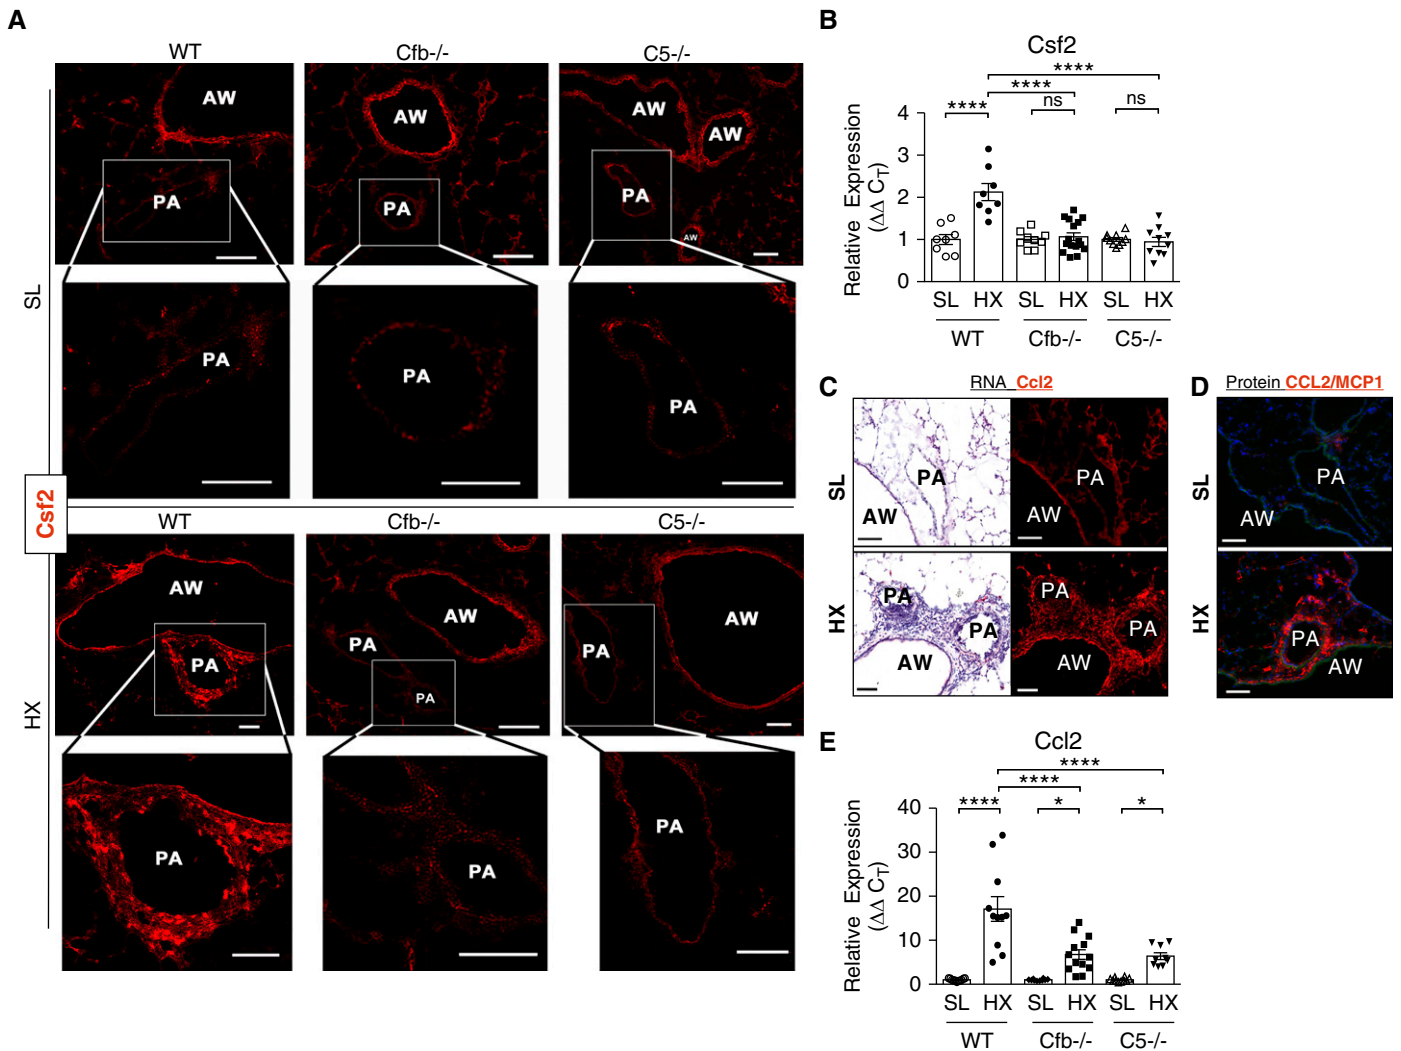 A
WT
Cfb-/-
C5-/-
AW
AW
AW
AW
PA
PA
PA
AW
PA
PA
PA
SL
Csf2
HX
WT
Cfb-/-
C5-/-
AW
AW
AW
PA
PA
PA
PA
PA
PA
PA
B
Csf2
****
****
****
ns
ns
Relative Expression
(ΔΔ CT)
4
3
2
1
0
SL
HX
SL
HX
SL
HX
WT
Cfb-/-
C5-/-
C
RNA Ccl2
SL
PA
AW
PA
AW
HX
PA
PA
AW
PA
PA
AW
D
Protein CCL2/MCP1
SL
PA
AW
HX
PA
AW
E
Ccl2
****
****
****
*
*
Relative Expression
(ΔΔ CT)
40
30
20
10
0
SL
HX
SL
HX
SL
HX
WT
Cfb-/-
C5-/-